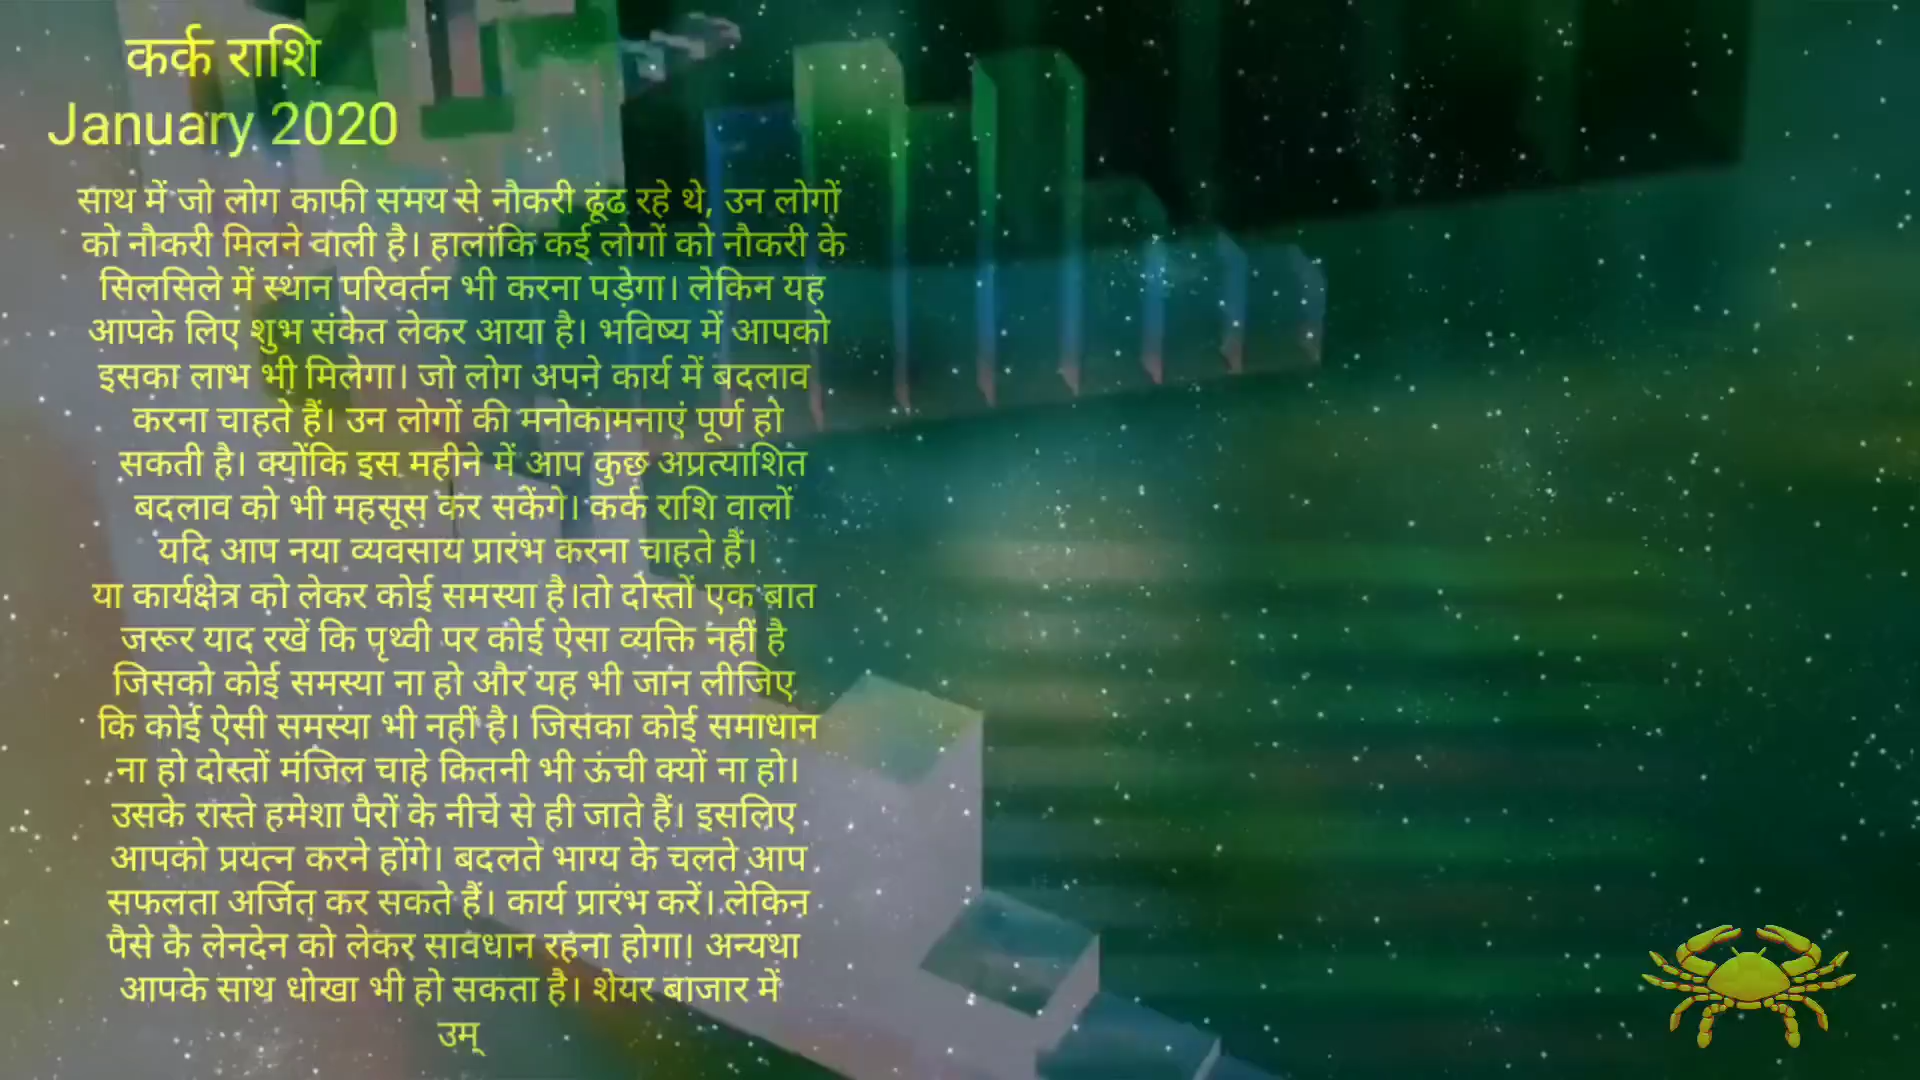 कर्क राशि
January 2020
साथ में जो लोग काफी समय से नौकरी ढूंढ रहे थे, उन लोगों
को नौकरी मिलने वाली है। हालांकि कई लोगों को नौकरी के
सिलसिले में स्थान परिवर्तन भी करना पड़ेगा। लेकिन यह
आपके लिए शुभ संकेत लेकर आया है। भविष्य में आपको
इसका लाभ भी मिलेगा। जो लोग अपने कार्य में बदलाव
करना चाहते हैं। उन लोगों की मनोकामनाएं पूर्ण हो
सकती है। क्योंकि इस महीने में आप कुछ अप्रत्याशित
बदलाव को भी महसूस कर सकेंगे। कर्क राशि वालों
यदि आप नया व्यवसाय प्रारंभ करना चाहते हैं।
या कार्यक्षेत्र को लेकर कोई समस्या है।तो दोस्तों एक बात
जरूर याद रखें कि पृथ्वी पर कोई ऐसा व्यक्ति नहीं है
जिसको कोई समस्या ना हो और यह भी जान लीजिए
कि कोई ऐसी समस्या भी नहीं है। जिसका कोई समाधान
ना हो दोस्तों मंजिल चाहे कितनी भी ऊंची क्यों ना हो।
उसके रास्ते हमेशा पैरों के नीचे से ही जाते हैं। इसलिए
आपको प्रयत्न करने होंगे। बदलते भाग्य के चलते आप
सफलता अर्जित कर सकते हैं। कार्य प्रारंभ करें। लेकिन
पैसे के लेनदेन को लेकर सावधान रहना होगा। अन्यथा
आपके साथ धोखा भी हो सकता है। शेयर बाजार में
उम्